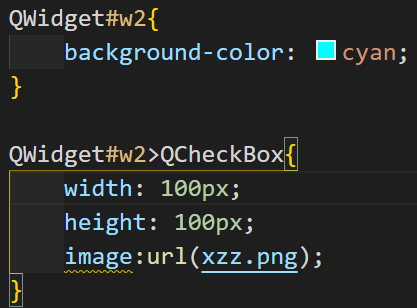 QWidget#w2{
background-color: cyan;
}
QWidget#w2>QCheckBox{
width: 100px;
height: 100px;
image:url(xzz.png);
}